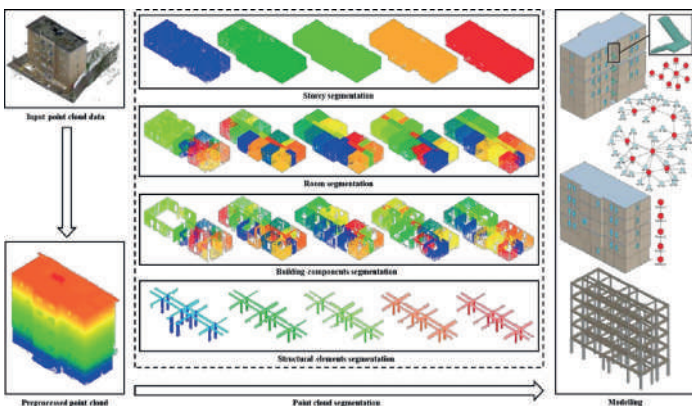 Storey segmentation
Input point cloud data
Room segmentation
Building-components segmentation
Structural elements segmentation
Preprocessed point cloud
Point cloud segmentation
Modelling